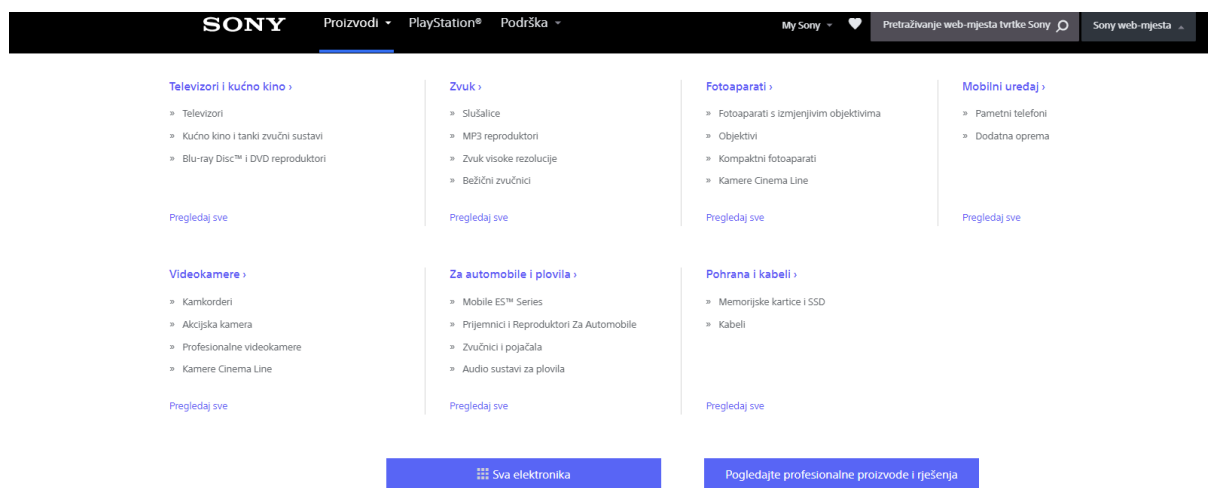 SONY Proizvodi PlayStation® Podrška My Sony Pretraživanje web-mjesta tvrtke Sony Sony web-mjesta
Televizori i kućno kino ›
» Televizori
» Kućno kino i tanki zvučni sustavi
» Blu-ray Disc™ i DVD reproduktori
Pregledaj sve
Zvuk ›
» Slušalice
» MP3 reproduktori
» Zvuk visoke rezolucije
» Bežični zvučnici
Pregledaj sve
Fotoaparati ›
» Fotoaparati s izmjenjivim objektivima
» Objektivi
» Kompaktni fotoaparati
» Kamere Cinema Line
Pregledaj sve
Mobilni uređaj ›
» Pametni telefoni
» Dodatna oprema
Pregledaj sve
Videokamere ›
» Kamkorderi
» Akcijska kamera
» Profesionalne videokamere
» Kamere Cinema Line
Pregledaj sve
Za automobile i plovila ›
» Mobile ES™ Series
» Prijemnici i Reproduktori Za Automobile
» Zvučnici i pojačala
» Audio sustavi za plovila
Pregledaj sve
Pohrana i kabeli ›
» Memorijske kartice i SSD
» Kabeli
Pregledaj sve
Sva elektronika
Pogledajte profesionalne proizvode i rješenja